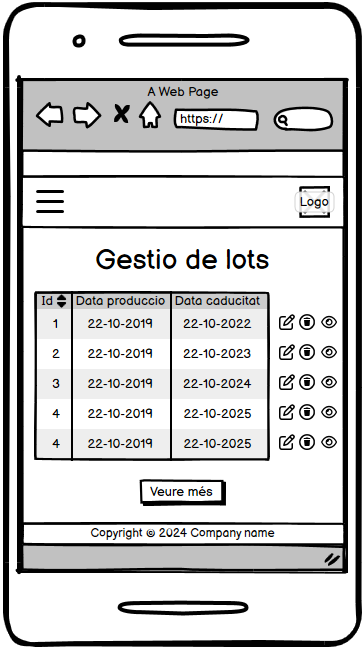 A Web Page
https://
Logo
Gestio de lots
Id Data produccio Data caducitat
1 22-10-2019 22-10-2022
2 22-10-2019 22-10-2023
3 22-10-2019 22-10-2024
4 22-10-2019 22-10-2025
4 22-10-2019 22-10-2025
Veure més
Copyright © 2024 Company name